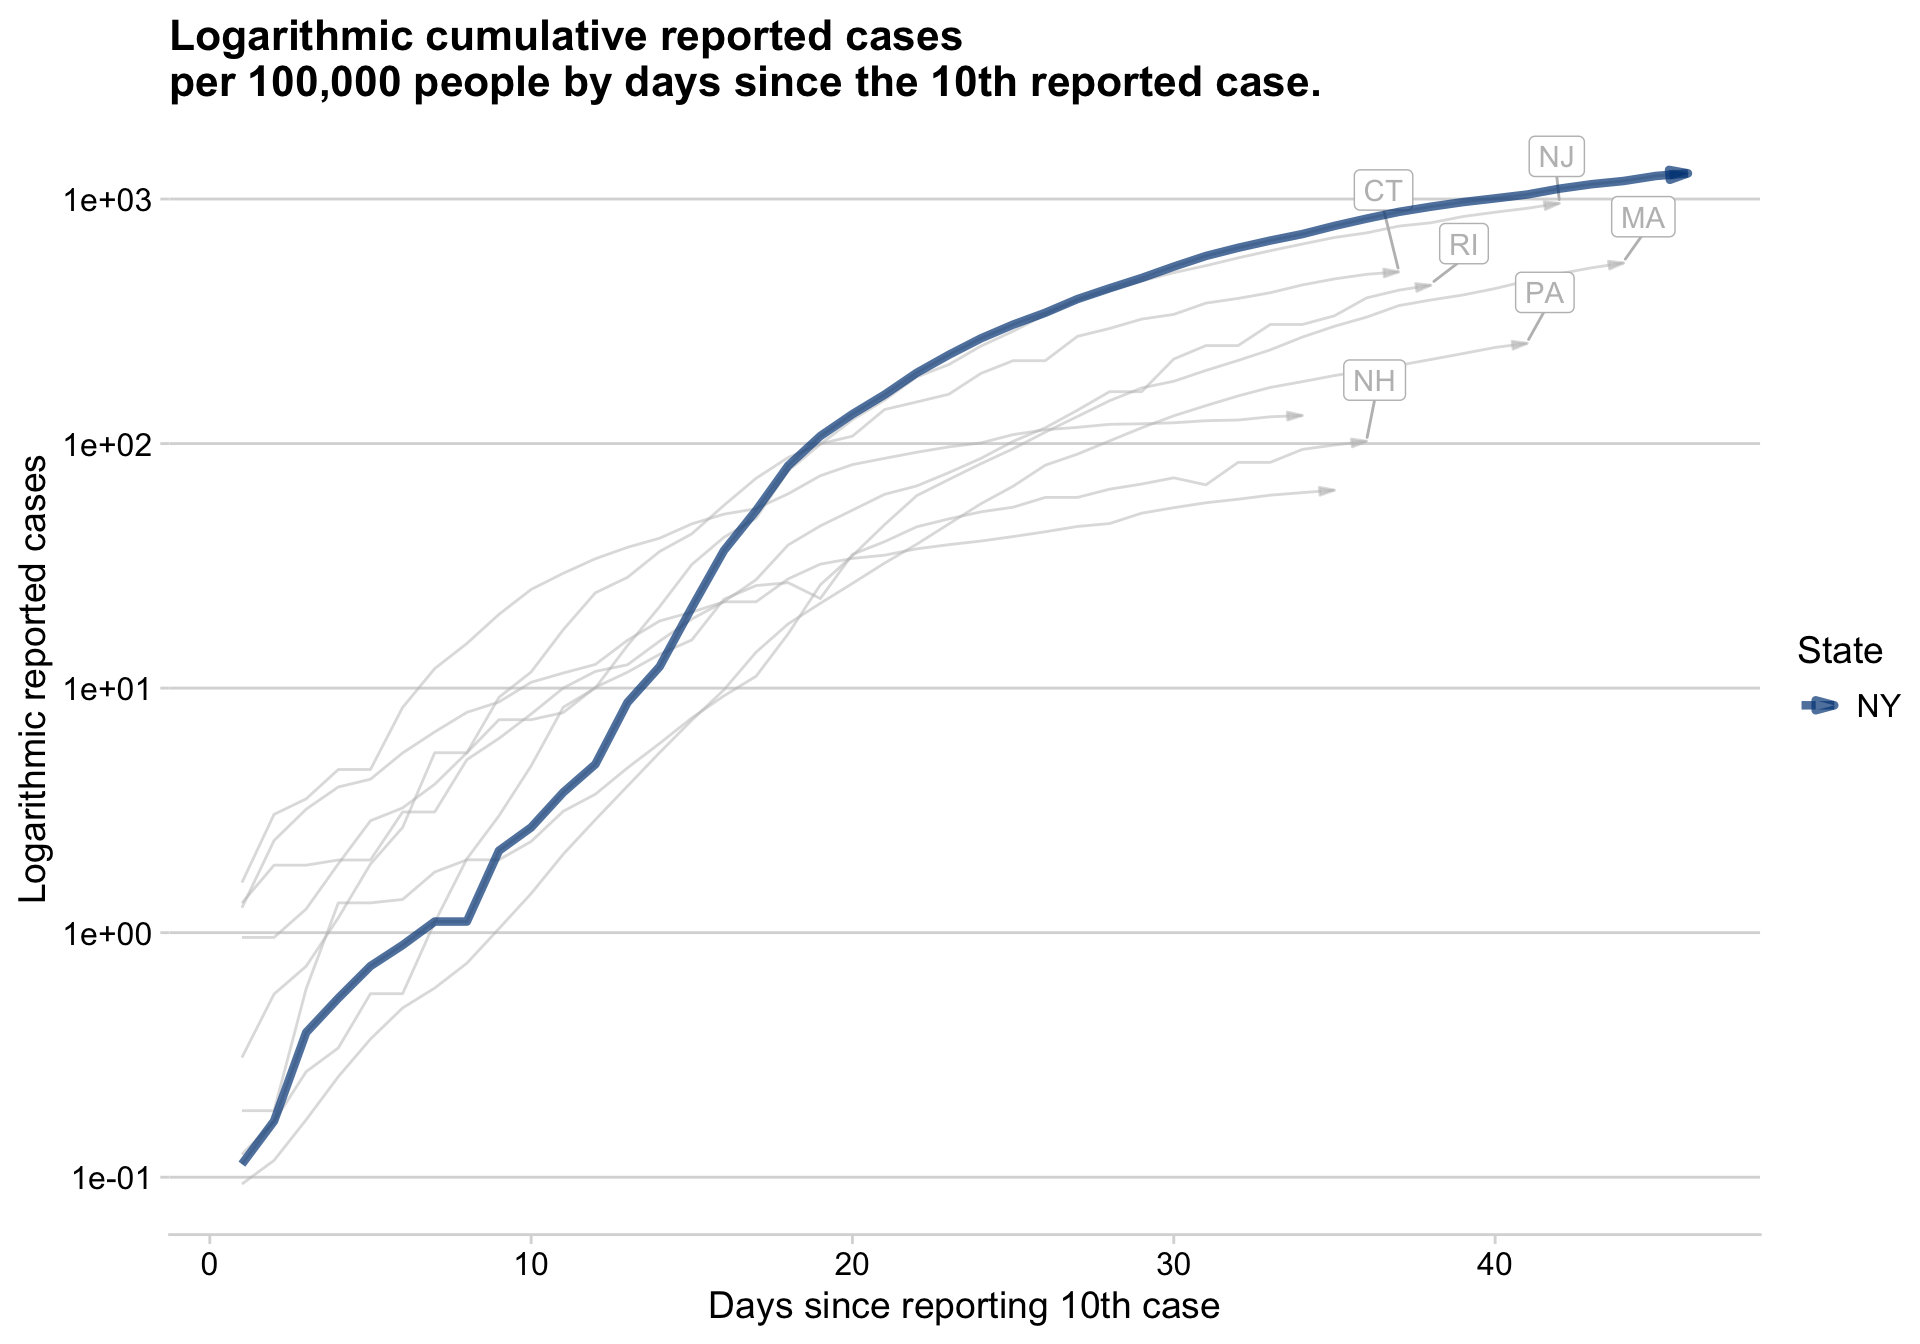 Logarithmic cumulative reported cases
per 100,000 people by days since the 10th reported case.
Logarithmic reported cases
1e+03
1e+02
1e+01
1e+00
1e-01
NJ
CT
MA
RI
PA
NH
State
NY
0
10
20
30
40
Days since reporting 10th case